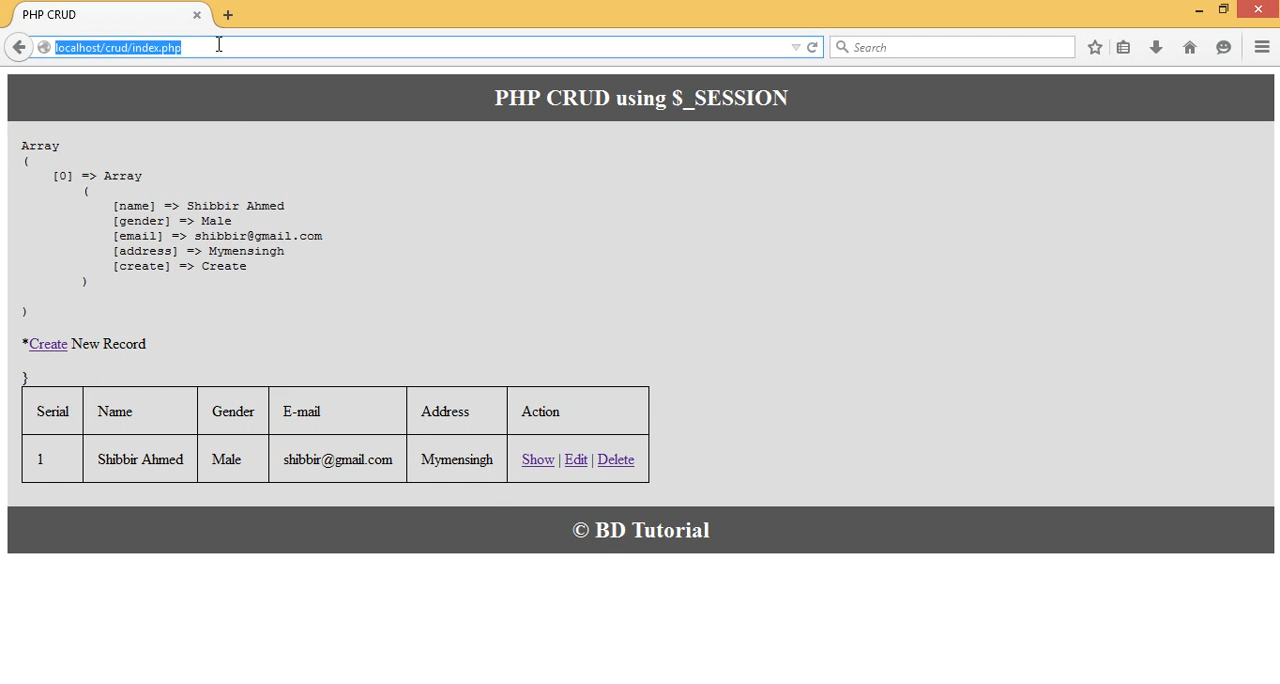 PHP CRUD
localhost/crud/index.php
Search
PHP CRUD using $_SESSION
Array
(
[0] => Array
(
[name] => Shibbir Ahmed
[gender] => Male
[email] => shibbir@gmail.com
[address] => Mymensingh
[create] => Create
)
)
*Create New Record
}
Serial Name Gender E-mail Address Action
1 Shibbir Ahmed Male shibbir@gmail.com Mymensingh Show | Edit | Delete
© BD Tutorial